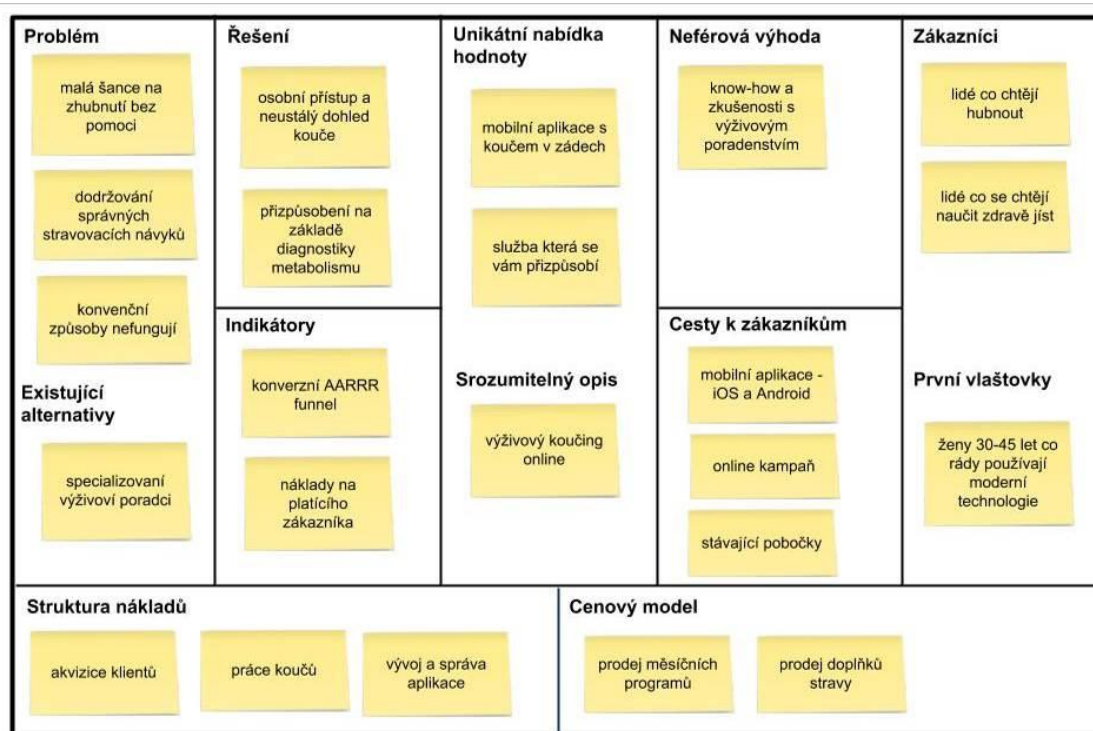 Problém
malá šance na
zhubnutí bez
pomoci
dodržování
správných
stravovacích návyků
konvenční
způsoby nefungují
Existující
alternativy
specializovaní
výživoví poradci
Řešení
osobní přístup a
neustálý dohled
kouče
přizpůsobení na
základě
diagnostiky
metabolismu
Indikátory
konverzní AARRR
funnel
náklady na
platícího
zákazníka
Unikátní nabídka
hodnoty
mobilní aplikace s
koučem v zádech
služba která se
vám přizpůsobí
Srozumitelný opis
výživový koučing
online
Neférová výhoda
know-how a
zkušenosti s
výživovým
poradenstvím
Cesty k zákazníkům
mobilní aplikace -
iOS a Android
online kampaň
stávající pobočky
Zákazníci
lidé co chtějí
hubnout
lidé co se chtějí
naučit zdravě jíst
První vlaštovky
ženy 30-45 let co
rády používají
moderní
technologie
Struktura nákladů
akvizice klientů
práce koučů
vývoj a správa
aplikace
Cenový model
prodej měsíčních
programů
prodej doplňků
stravy